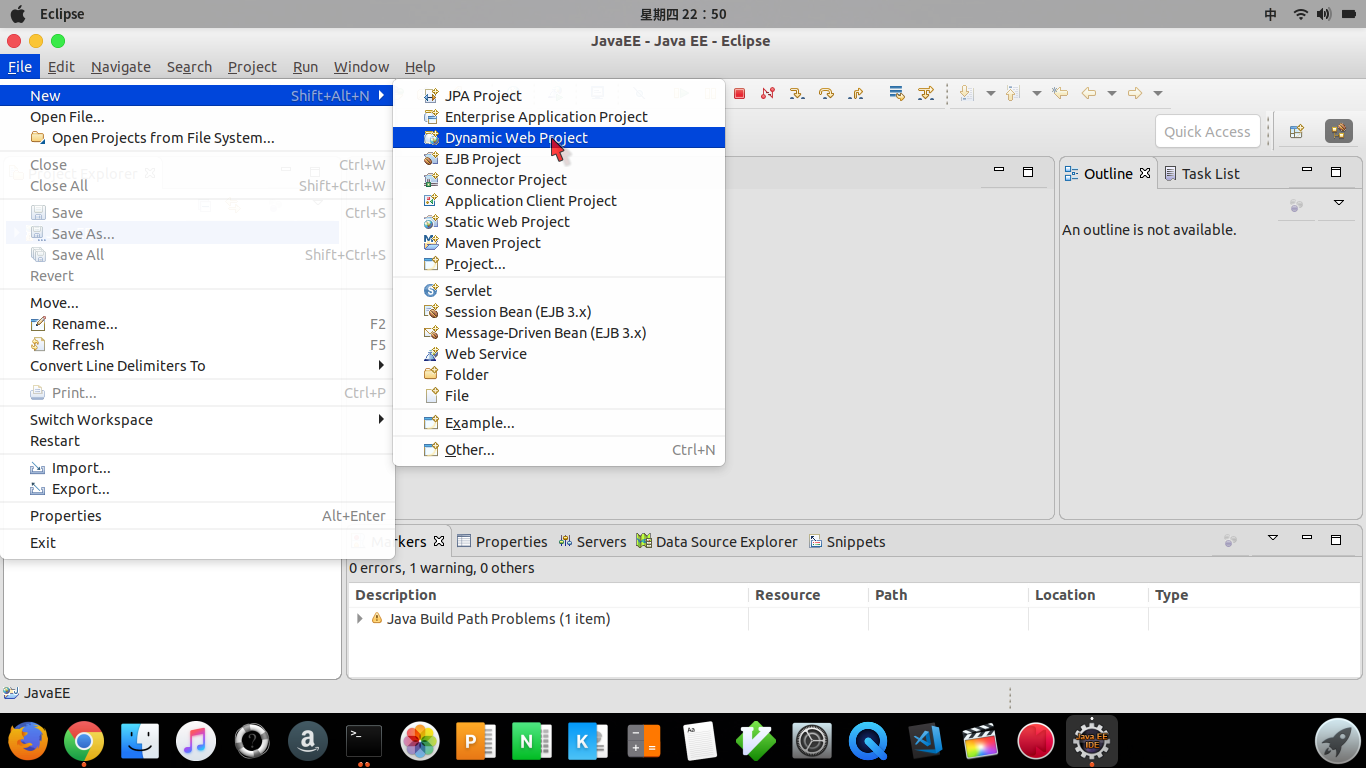 Eclipse
星期四 22：50
中
JavaEE - Java EE - Eclipse
File Edit Navigate Search Project Run Window Help
New Shift+Alt+N
Open File...
Open Projects from File System...
Close Ctrl+W
Close All Shift+Ctrl+W
Save Ctrl+S
Save As...
Save All Shift+Ctrl+S
Revert
Move...
Rename... F2
Refresh F5
Convert Line Delimiters To
Print... Ctrl+P
Switch Workspace
Restart
Import...
Export...
Properties Alt+Enter
Exit
JPA Project
Enterprise Application Project
Dynamic Web Project
EJB Project
Connector Project
Application Client Project
Static Web Project
Maven Project
Project...
Servlet
Session Bean (EJB 3.x)
Message-Driven Bean (EJB 3.x)
Web Service
Folder
File
Example...
Other... Ctrl+N
Quick Access
Project Explorer
Outline Task List
An outline is not available.
Markers Properties Servers Data Source Explorer Snippets
0 errors, 1 warning, 0 others
Description Resource Path Location Type
Java Build Path Problems (1 item)
JavaEE
a
>_
P
N
K
Java EE
IDE